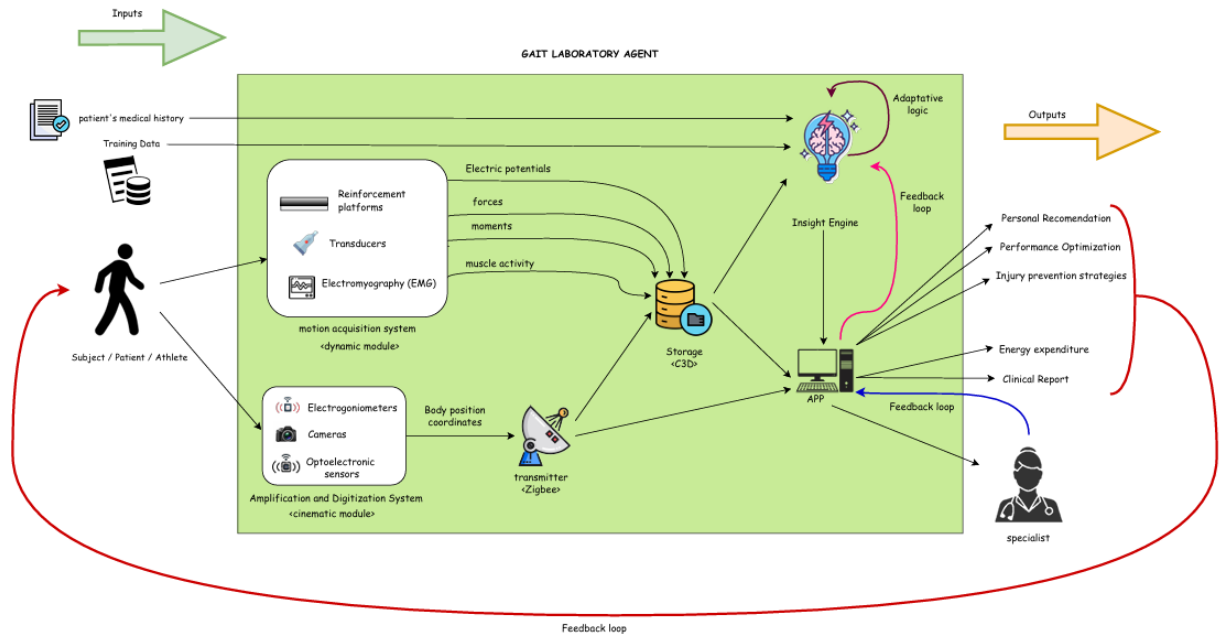 Inputs
GAIT LABORATORY AGENT
patient's medical history
Training Data
Adaptative
logic
Outputs
Reinforcement
platforms
Transducers
Electromyography (EMG)
motion acquisition system
<dynamic module>
Electric potentials
forces
moments
muscle activity
Insight Engine
Feedback
loop
Personal Recomendation
Performance Optimization
Injury prevention strategies
Energy expenditure
Clinical Report
Subject / Patient / Athlete
Storage
<C3D>
APP
Feedback loop
Electrogoniometers
Cameras
Optoelectronic
sensors
Amplification and Digitization System
<cinematic module>
Body position
coordinates
transmitter
<Zigbee>
specialist
Feedback loop